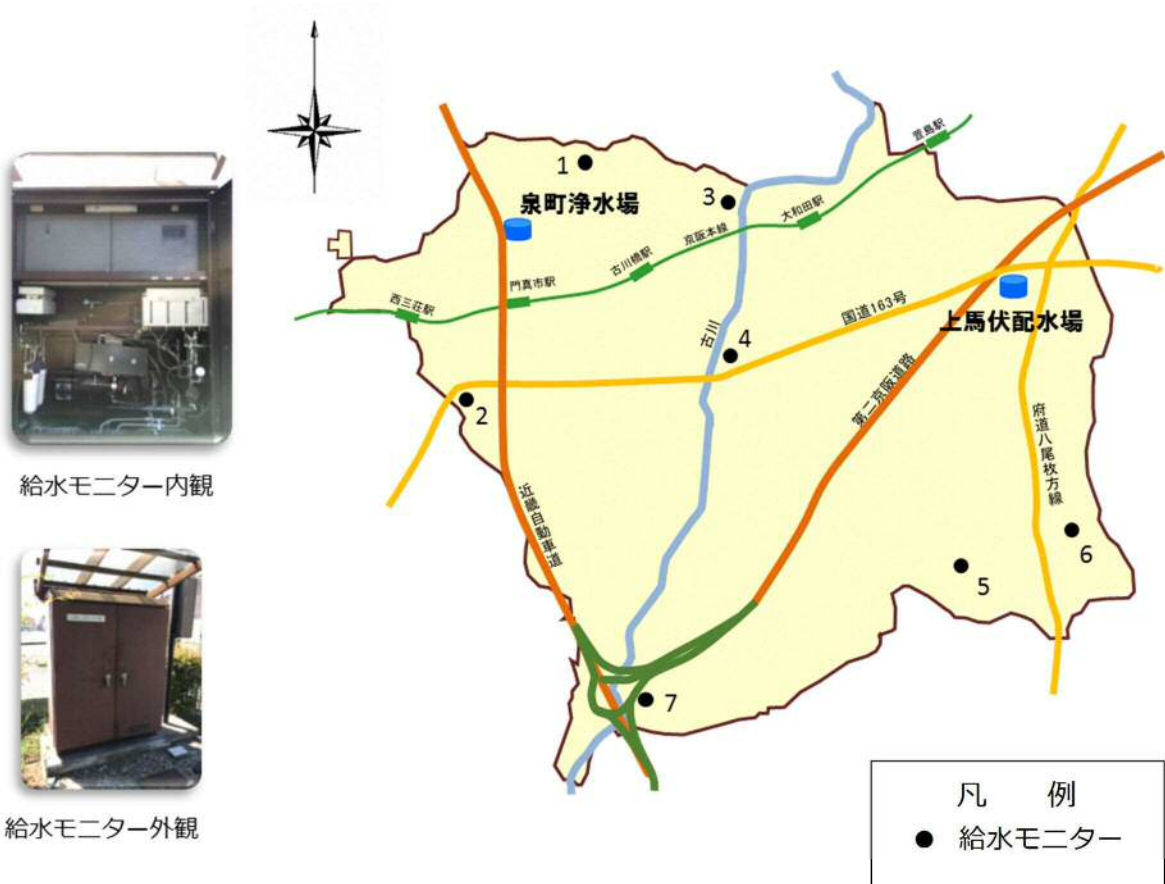 給水モニター内観
給水モニター外観
1
泉町浄水場
3
萱島駅
大和田駅
京阪本線
古川橋駅
門真市駅
西三荘駅
国道163号
上馬伏配水場
古川
4
2
第二京阪道路
府道八尾枚方線
近畿自動車道
6
5
7
凡 例
● 給水モニター